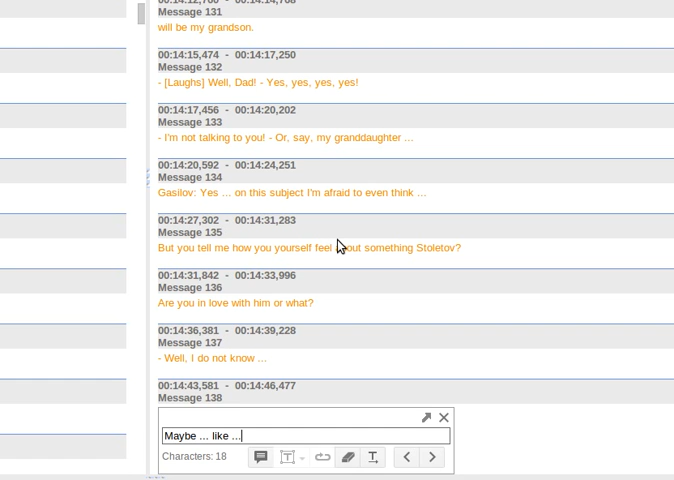 00:14:12,760 - 00:14:14,768
Message 131
will be my grandson.
00:14:15,474 - 00:14:17,250
Message 132
- [Laughs] Well, Dad! - Yes, yes, yes, yes!
00:14:17,456 - 00:14:20,202
Message 133
- I'm not talking to you! - Or, say, my granddaughter ...
00:14:20,592 - 00:14:24,251
Message 134
Gasilov: Yes ... on this subject I'm afraid to even think ...
00:14:27,302 - 00:14:31,283
Message 135
But you tell me how you yourself feel about something Stoletov?
00:14:31,842 - 00:14:33,996
Message 136
Are you in love with him or what?
00:14:36,381 - 00:14:39,228
Message 137
- Well, I do not know ...
00:14:43,581 - 00:14:46,477
Message 138
Maybe ... like ...
Characters: 18